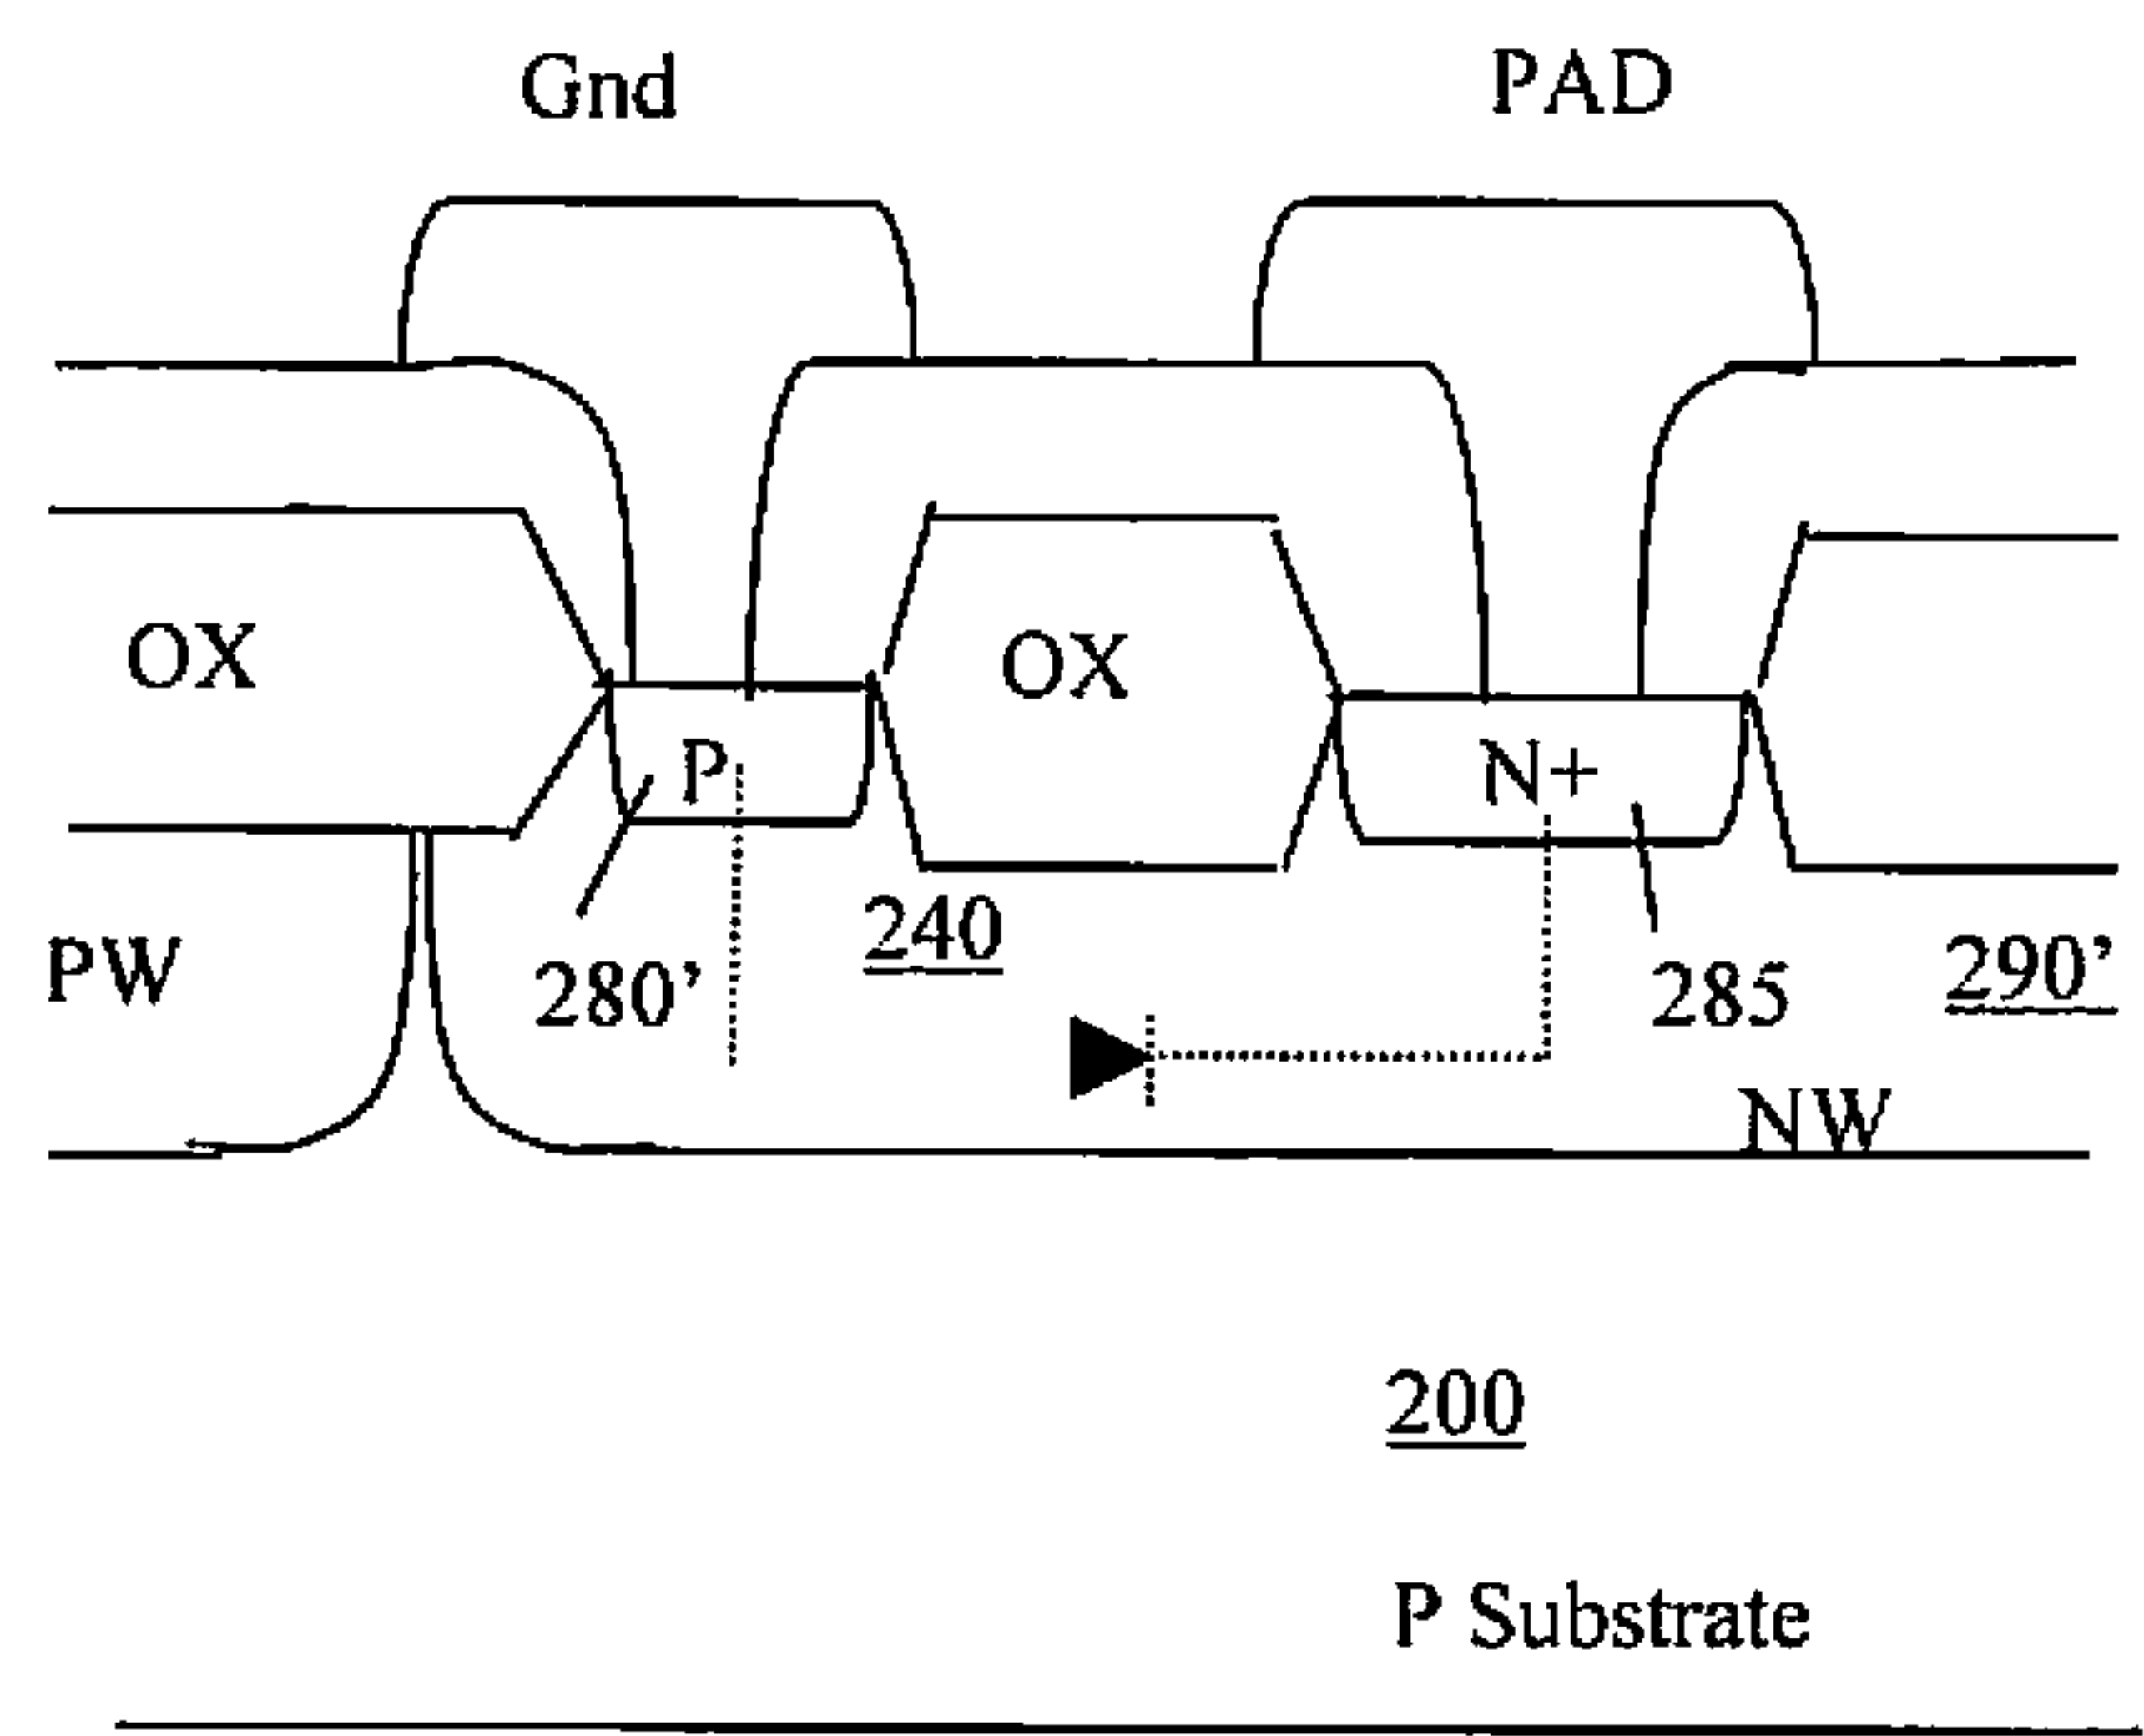 Gnd PAD
OX OX
P N+
PW 280’ 240 285 290’
NW
200
P Substrate